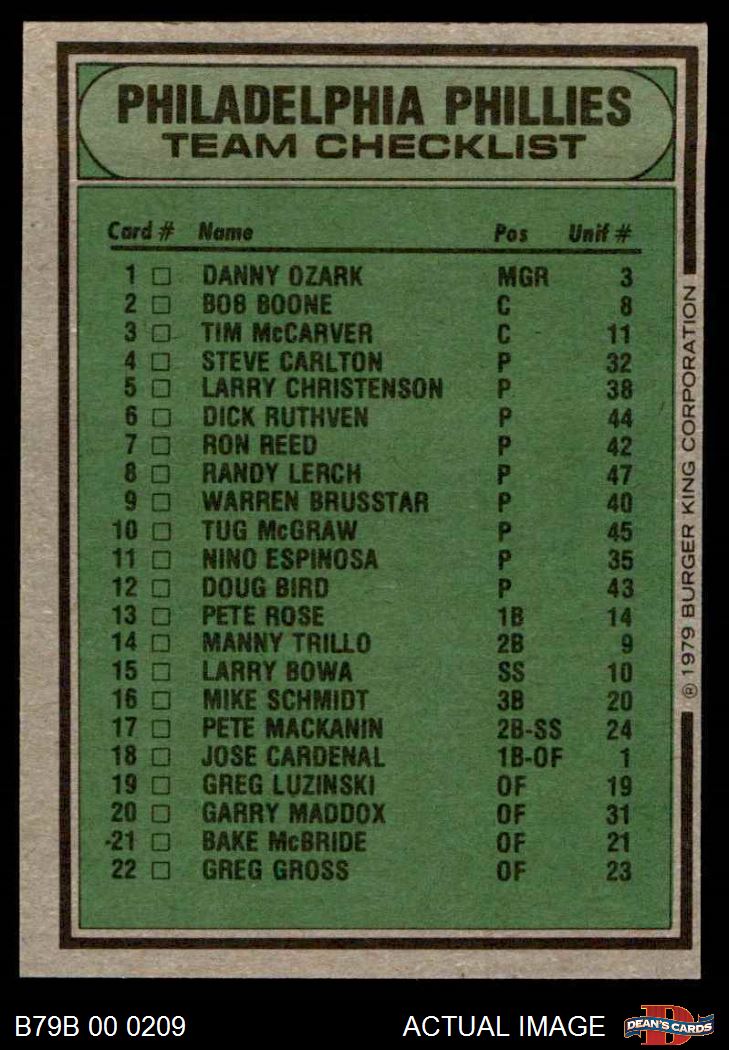 PHILADELPHIA PHILLIES
TEAM CHECKLIST
Card # Name Pos Unif #
1 □ DANNY OZARK MGR 3
2 □ BOB BOONE C 8
3 □ TIM McCARVER C 11
4 □ STEVE CARLTON P 32
5 □ LARRY CHRISTENSON P 38
6 □ DICK RUTHVEN P 44
7 □ RON REED P 42
8 □ RANDY LERCH P 47
9 □ WARREN BRUSSTAR P 40
10 □ TUG McGRAW P 45
11 □ NINO ESPINOSA P 35
12 □ DOUG BIRD P 43
13 □ PETE ROSE 1B 14
14 □ MANNY TRILLO 2B 9
15 □ LARRY BOWA SS 10
16 □ MIKE SCHMIDT 3B 20
17 □ PETE MACKANIN 2B-SS 24
18 □ JOSE CARDENAL 1B-OF 1
19 □ GREG LUZINSKI OF 19
20 □ GARRY MADDOX OF 31
21 □ BAKE McBRIDE OF 21
22 □ GREG GROSS OF 23
® 1979 BURGER KING CORPORATION
B79B 00 0209
ACTUAL IMAGE
D
DEAN'S CARDS